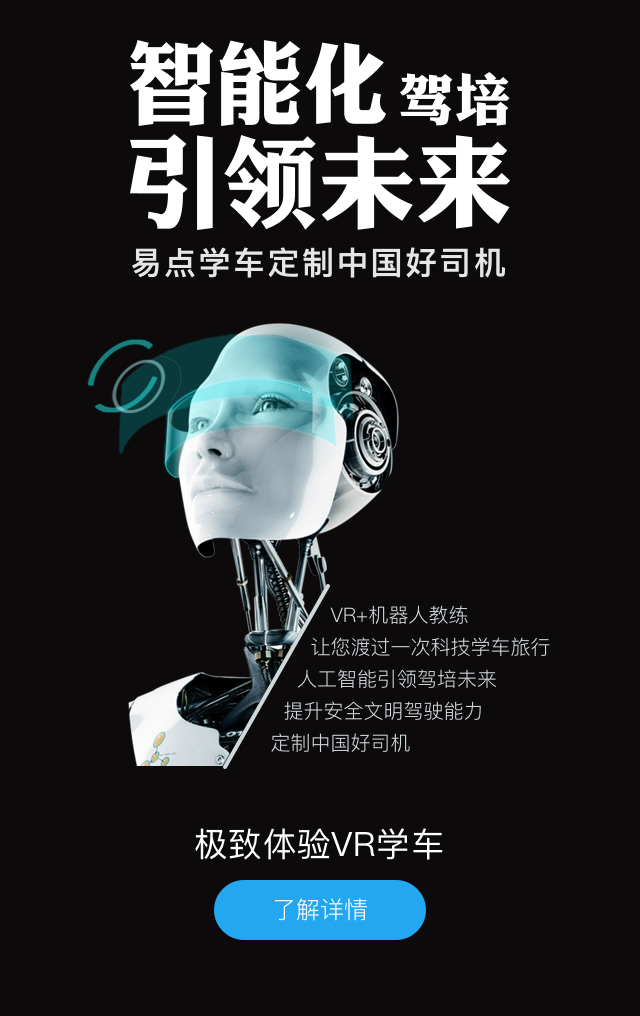 智能化驾培
引领未来
易点学车定制中国好司机
VR+机器人教练
让您渡过一次科技学车旅行
人工智能引领驾培未来
提升安全文明驾驶能力
定制中国好司机
极致体验VR学车
了解详情